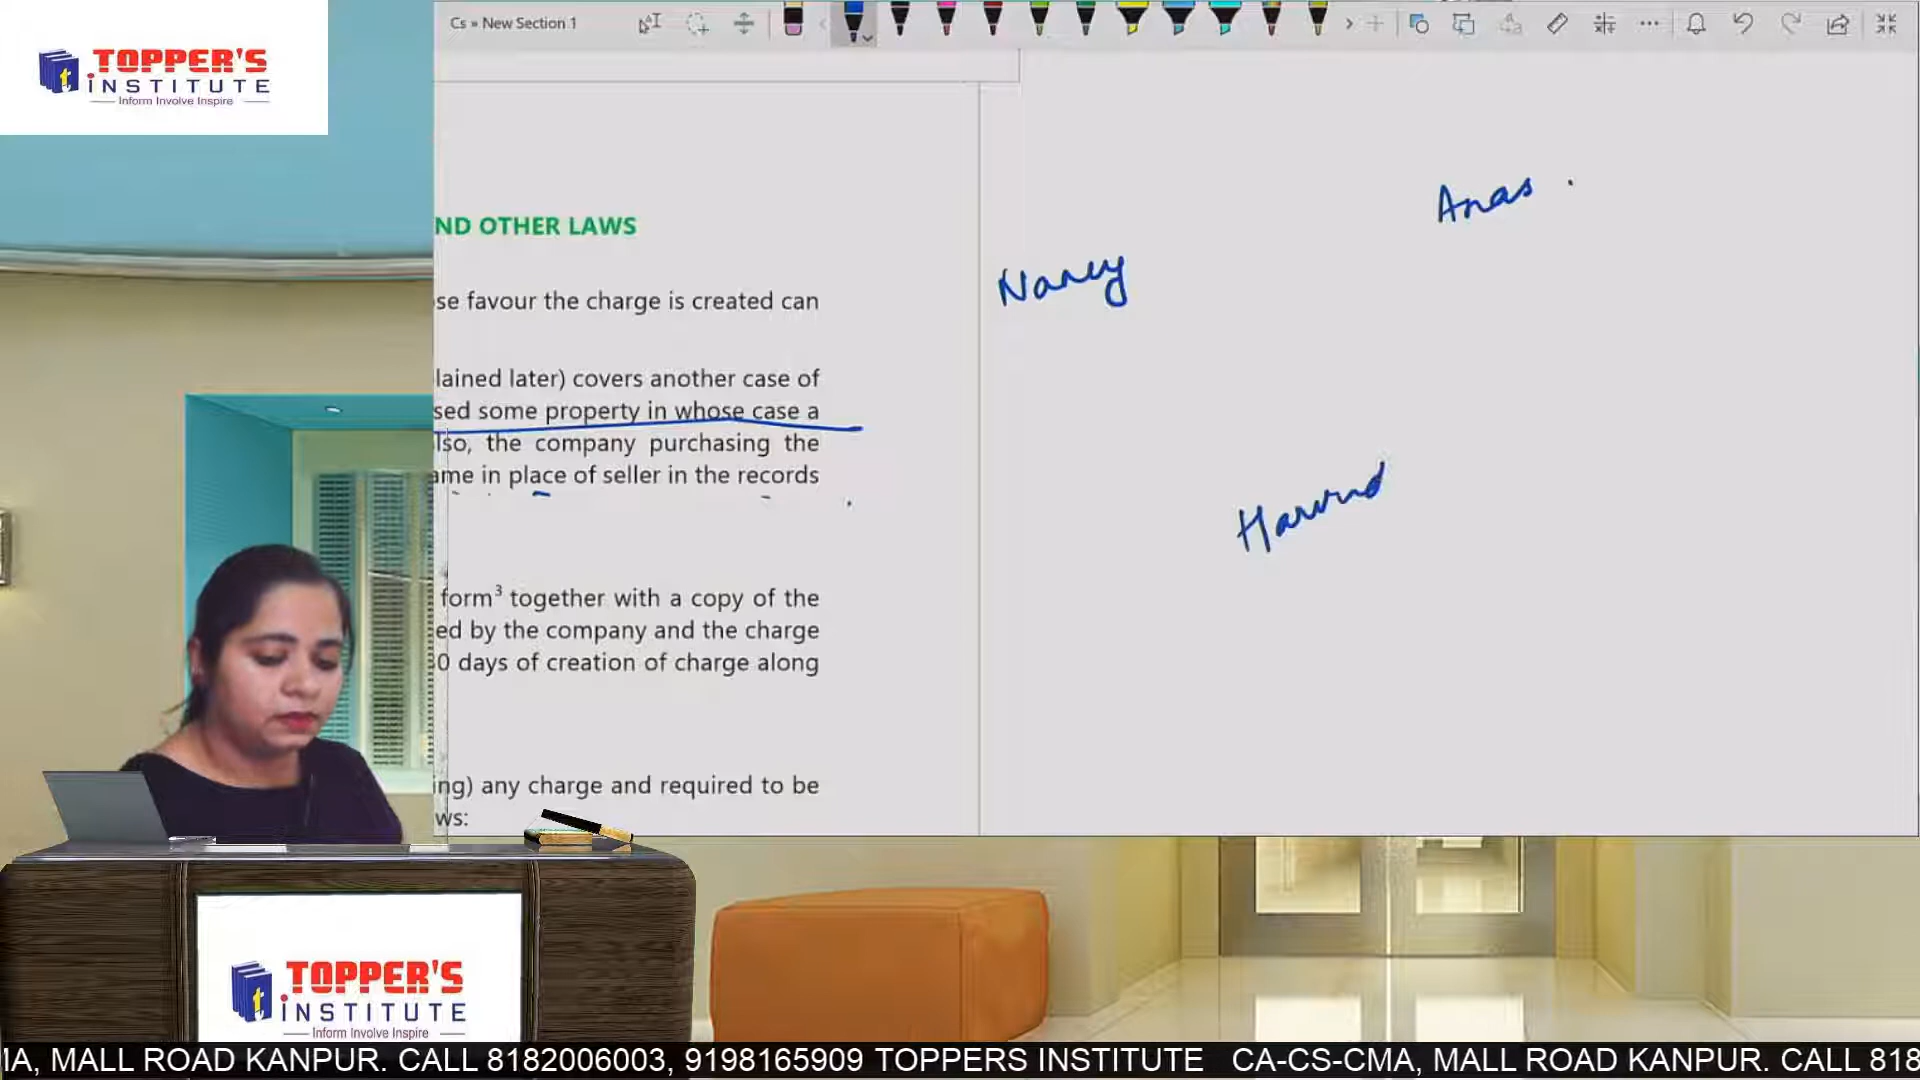 TOPPER'S
INSTITUTE
Inform Involve Inspire
Cs » New Section 1
ND OTHER LAWS
se favour the charge is created can
lained later) covers another case of
sed some property in whose case a
lso, the company purchasing the
ame in place of seller in the records
form³ together with a copy of the
ed by the company and the charge
30 days of creation of charge along
ing) any charge and required to be
ws:
Anas
Nancy
Harvind
TOPPER'S
INSTITUTE
Inform Involve Inspire
MA, MALL ROAD KANPUR. CALL 8182006003, 9198165909 TOPPERS INSTITUTE CA-CS-CMA, MALL ROAD KANPUR. CALL 818